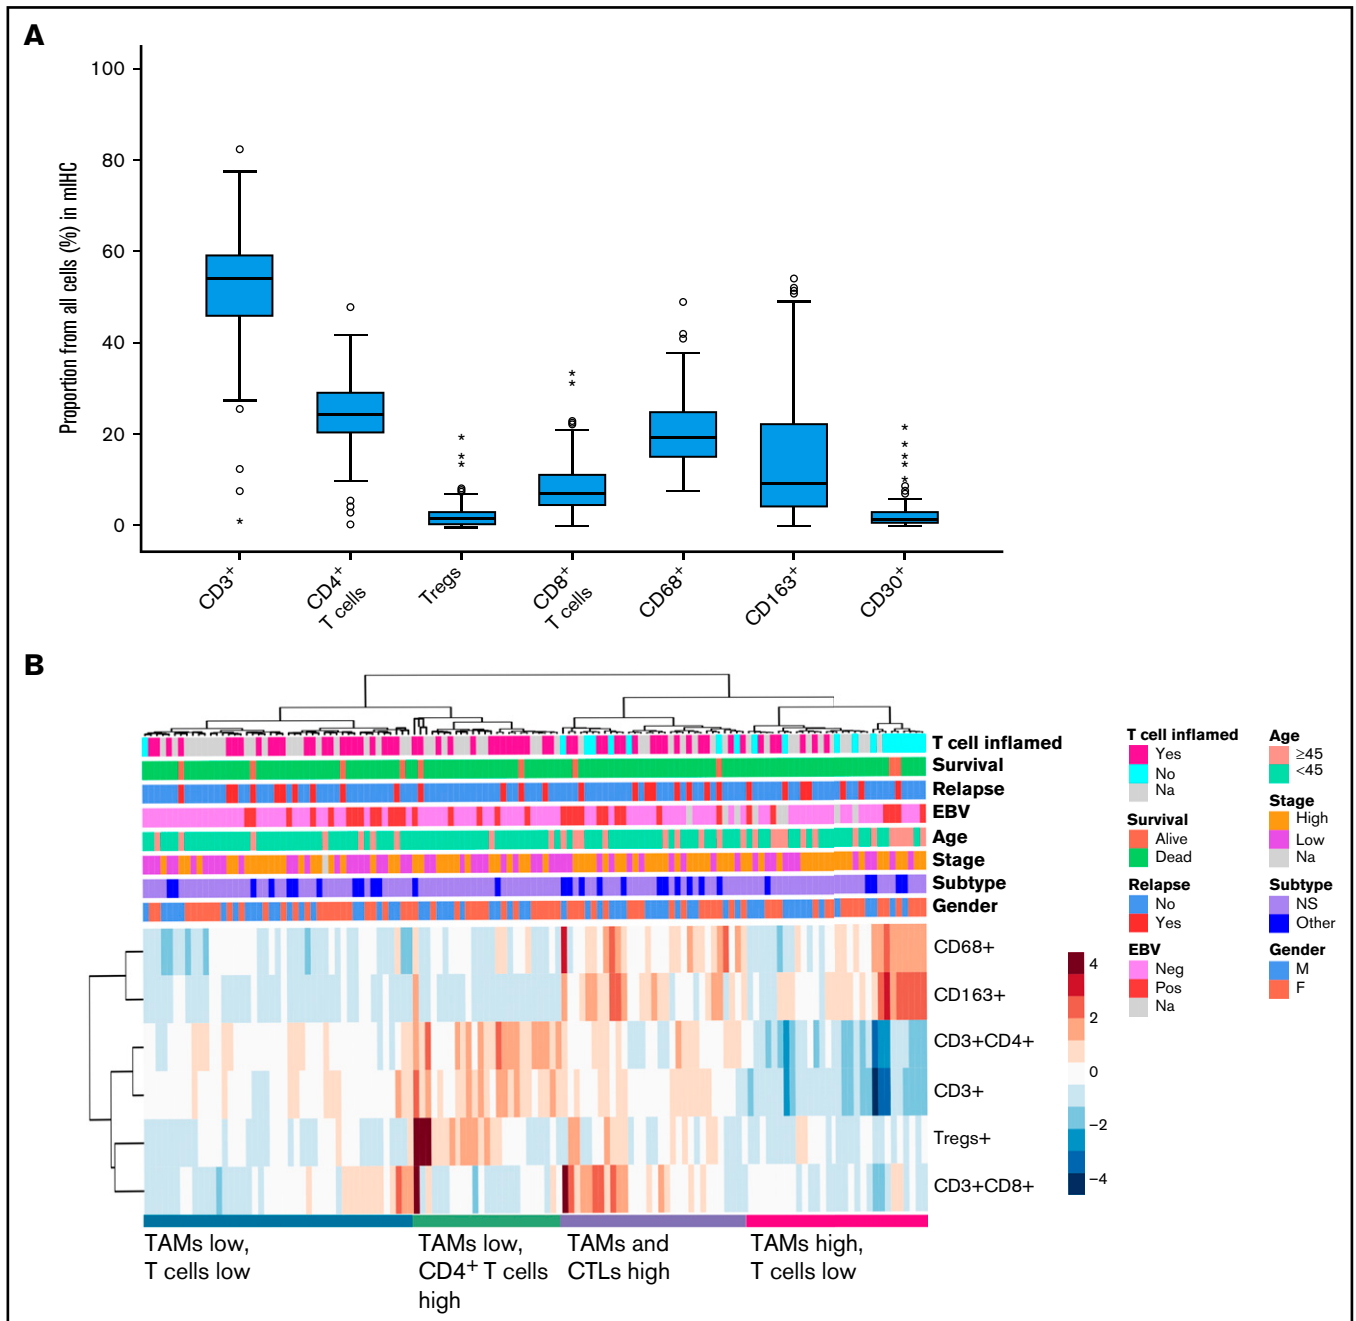 A
Proportion from all cells (%) in mIHC
100
80
60
40
20
0
CD3+
CD4+
T cells
Tregs
CD8+
T cells
CD68+
CD163+
CD30+
B
T cell inflamed
Survival
Relapse
EBV
Age
Stage
Subtype
Gender
CD68+
CD163+
CD3+CD4+
CD3+
Tregs+
CD3+CD8+
4
2
0
−2
−4
T cell inflamed
Yes
No
Na
Survival
Alive
Dead
Relapse
No
Yes
EBV
Neg
Pos
Na
Age
≥45
<45
Stage
High
Low
Na
Subtype
NS
Other
Gender
M
F
TAMs low,
T cells low
TAMs low,
CD4+ T cells
high
TAMs and
CTLs high
TAMs high,
T cells low